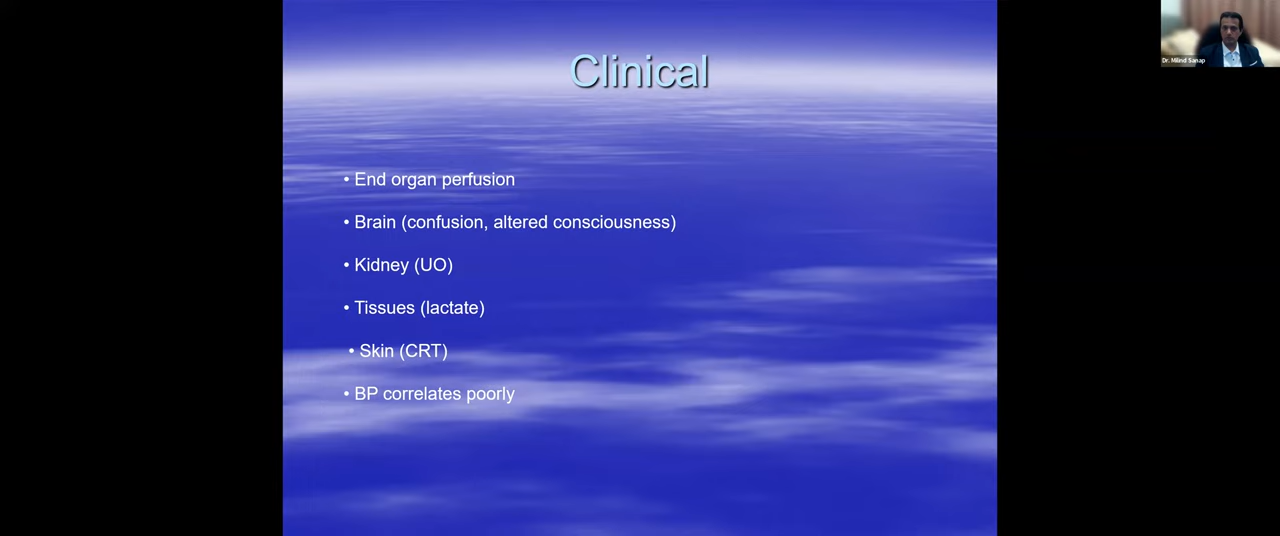 Clinical
Dr. Milind Sanap
• End organ perfusion
• Brain (confusion, altered consciousness)
• Kidney (UO)
• Tissues (lactate)
• Skin (CRT)
• BP correlates poorly